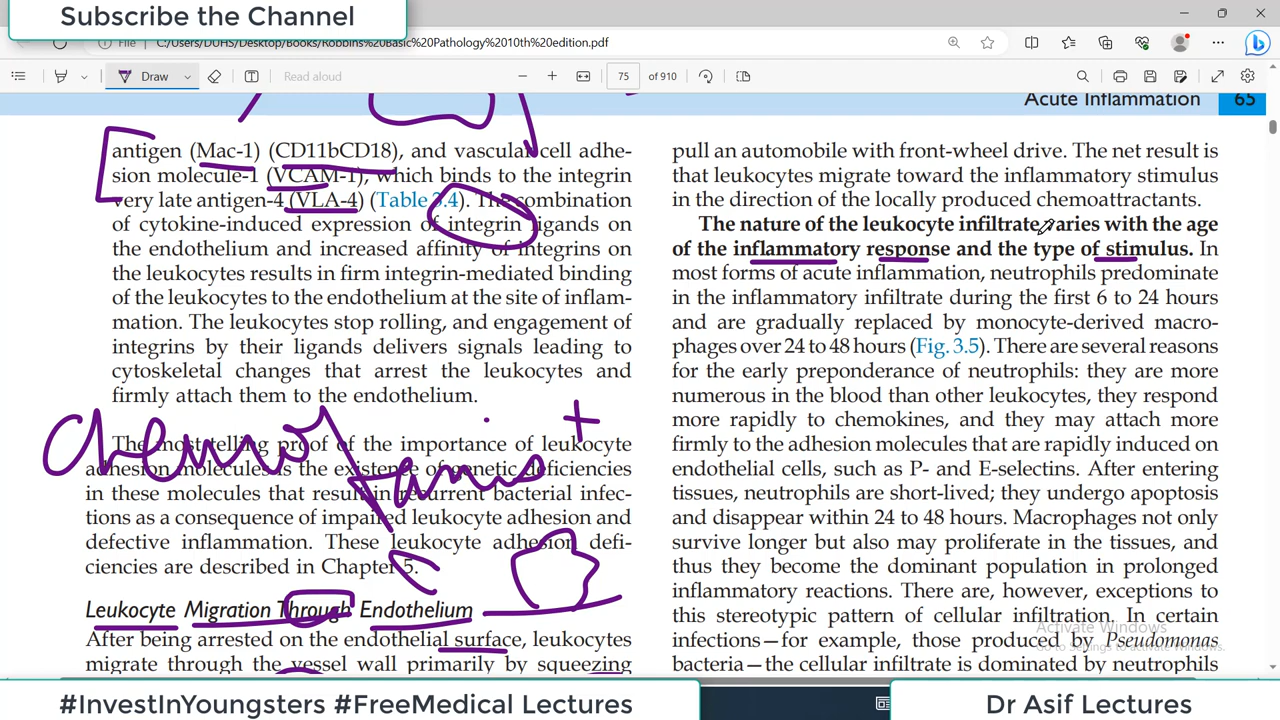 Subscribe the Channel
File
C:/Users/DUHS/Desktop/Books/Robbins%20Basic%20Pathology%2010th%20edition.pdf
Draw
Read aloud
75 of 910
Acute Inflammation 65
antigen (Mac-1) (CD11bCD18), and vascular cell adhe-
sion molecule-1 (VCAM-1), which binds to the integrin
very late antigen-4 (VLA-4) (Table 3.4). The combination
of cytokine-induced expression of integrin ligands on
the endothelium and increased affinity of integrins on
the leukocytes results in firm integrin-mediated binding
of the leukocytes to the endothelium at the site of inflam-
mation. The leukocytes stop rolling, and engagement of
integrins by their ligands delivers signals leading to
cytoskeletal changes that arrest the leukocytes and
firmly attach them to the endothelium.
The most telling proof of the importance of leukocyte
adhesion molecules is the existence of genetic deficiencies
in these molecules that result in recurrent bacterial infec-
tions as a consequence of impaired leukocyte adhesion and
defective inflammation. These leukocyte adhesion defi-
ciencies are described in Chapter 5.
Leukocyte Migration Through Endothelium
After being arrested on the endothelial surface, leukocytes
migrate through the vessel wall primarily by squeezing
pull an automobile with front-wheel drive. The net result is
that leukocytes migrate toward the inflammatory stimulus
in the direction of the locally produced chemoattractants.
The nature of the leukocyte infiltrate varies with the age
of the inflammatory response and the type of stimulus. In
most forms of acute inflammation, neutrophils predominate
in the inflammatory infiltrate during the first 6 to 24 hours
and are gradually replaced by monocyte-derived macro-
phages over 24 to 48 hours (Fig. 3.5). There are several reasons
for the early preponderance of neutrophils: they are more
numerous in the blood than other leukocytes, they respond
more rapidly to chemokines, and they may attach more
firmly to the adhesion molecules that are rapidly induced on
endothelial cells, such as P- and E-selectins. After entering
tissues, neutrophils are short-lived; they undergo apoptosis
and disappear within 24 to 48 hours. Macrophages not only
survive longer but also may proliferate in the tissues, and
thus they become the dominant population in prolonged
inflammatory reactions. There are, however, exceptions to
this stereotypic pattern of cellular infiltration. In certain
infections—for example, those produced by Pseudomonas
bacteria—the cellular infiltrate is dominated by neutrophils
Activate Windows
Go to Settings to activate Windows.
#InvestInYoungsters #FreeMedical Lectures
Dr Asif Lectures